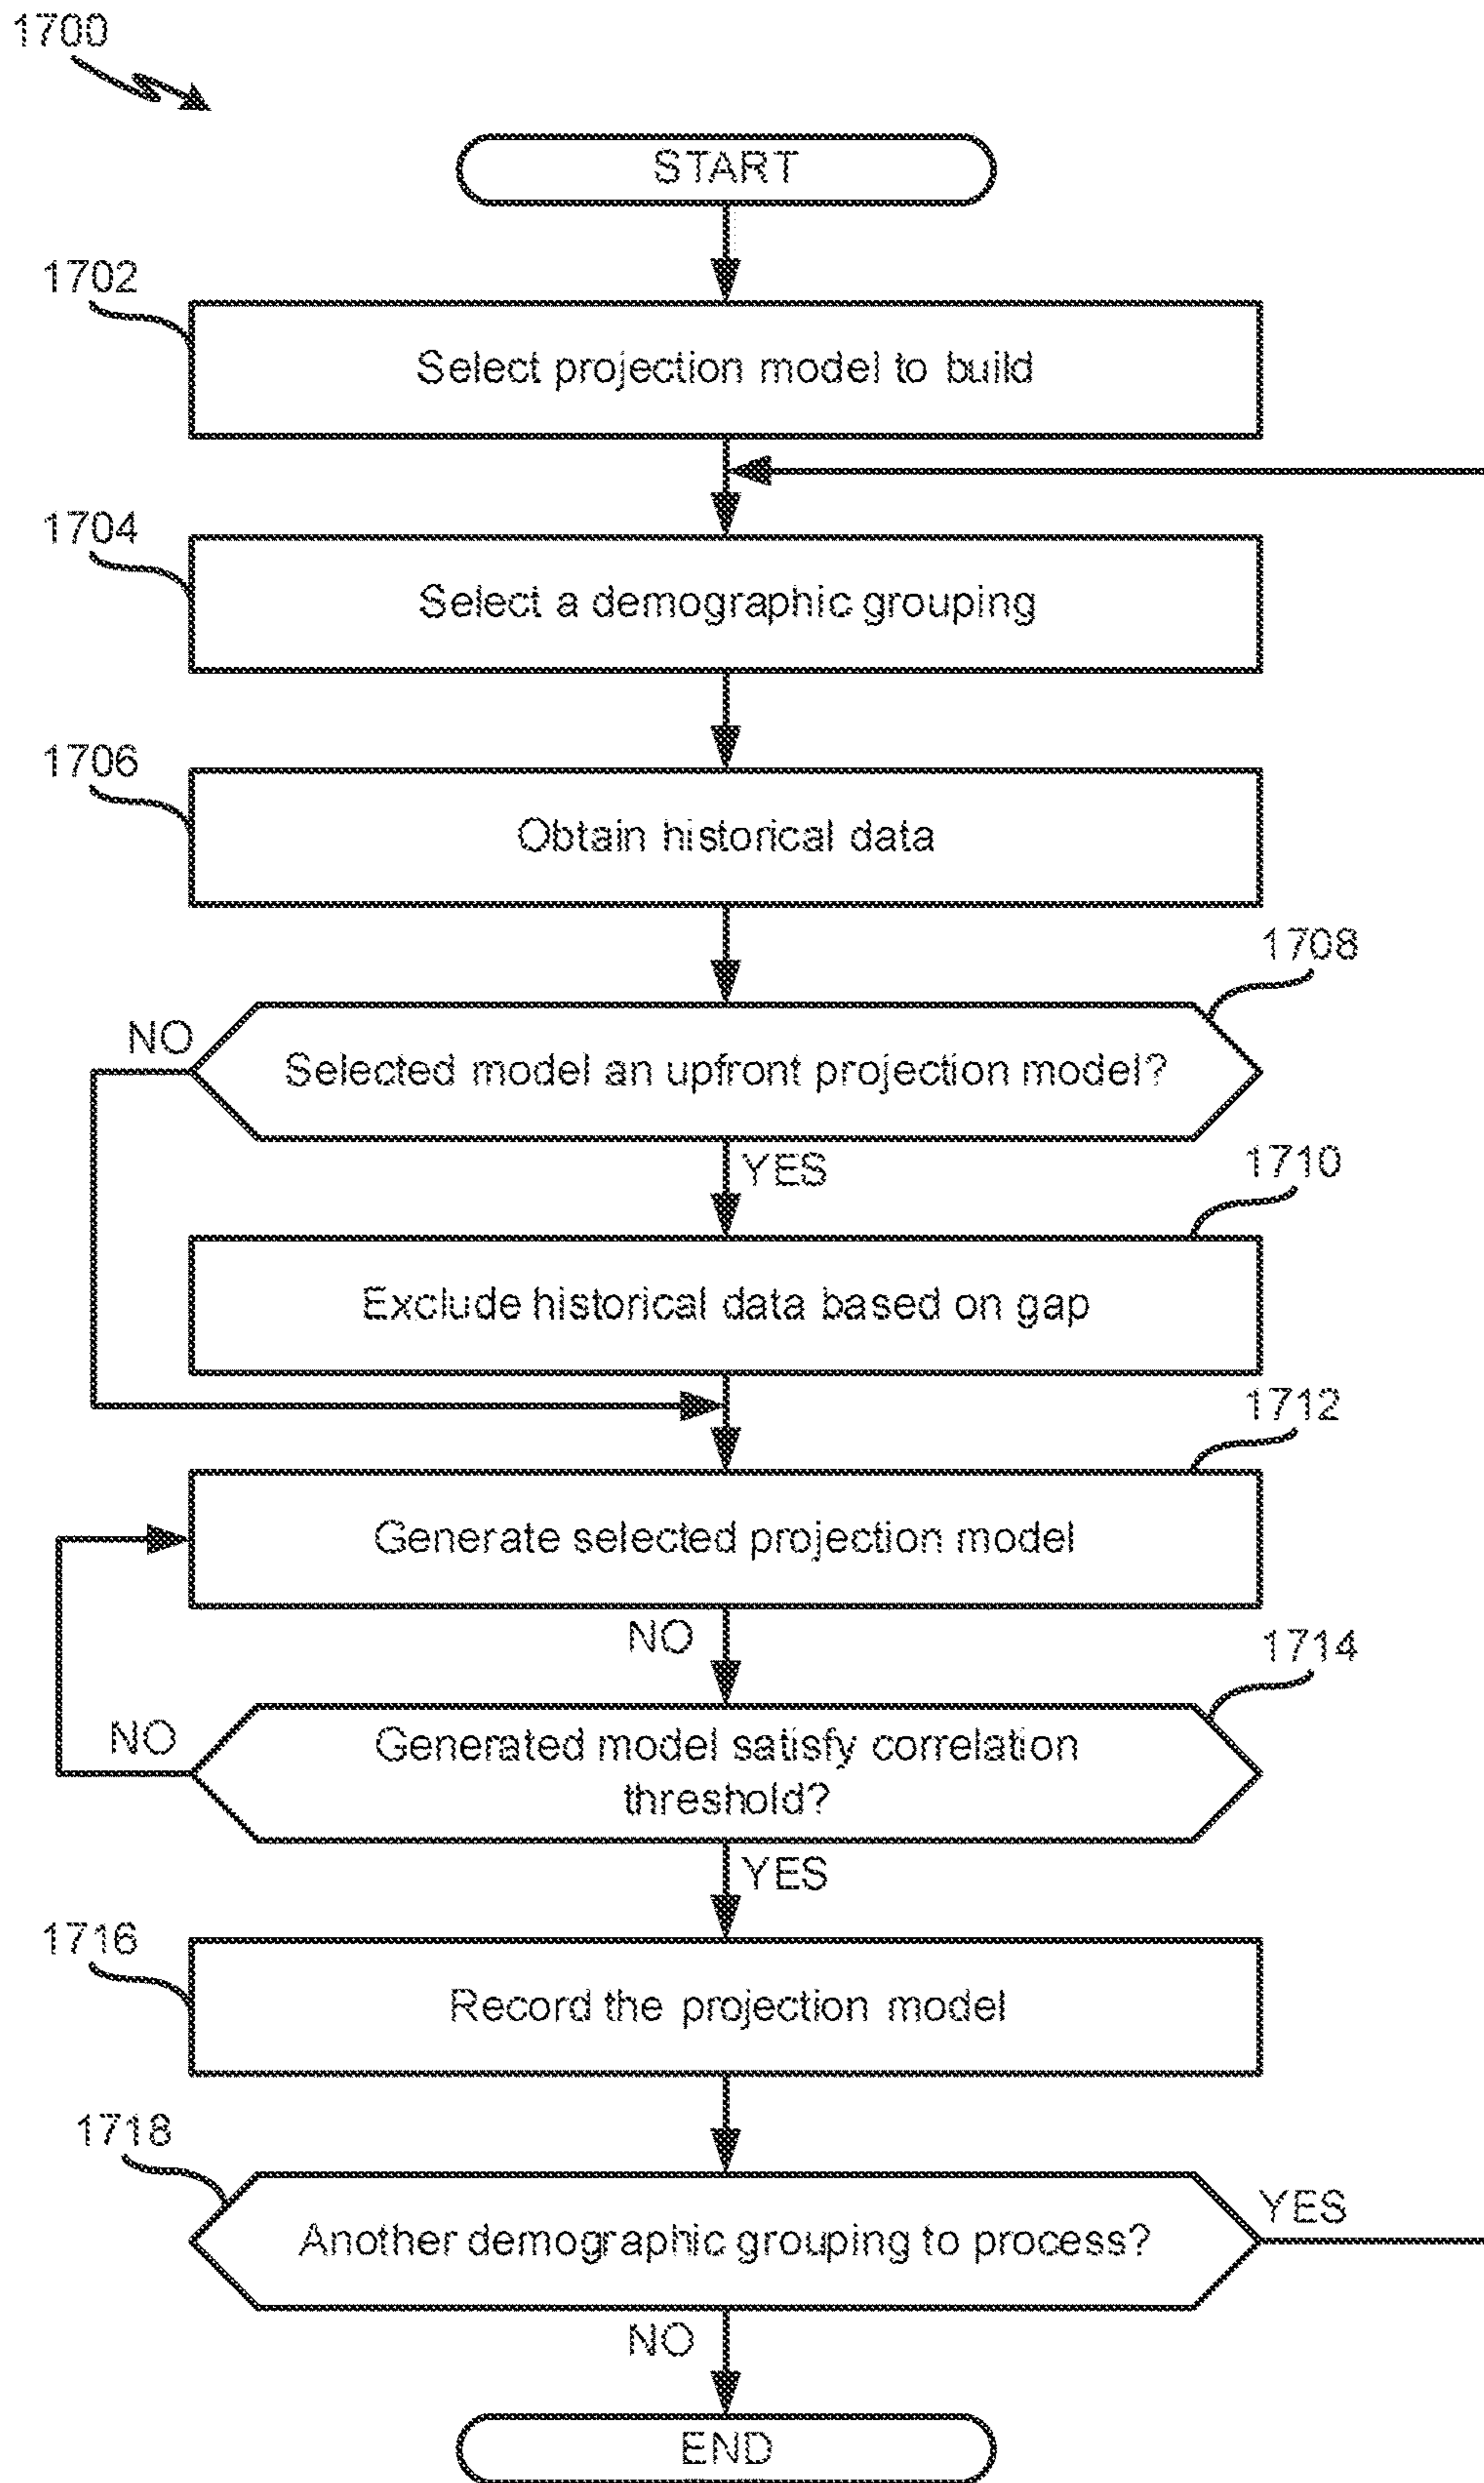 1700
START
1702
Select projection model to build
1704
Select a demographic grouping
1706
Obtain historical data
1708
NO
Selected model an upfront projection model?
YES
1710
Exclude historical data based on gap
1712
Generate selected projection model
NO
1714
NO
Generated model satisfy correlation
threshold?
YES
1716
Record the projection model
1718
YES
Another demographic grouping to process?
NO
END